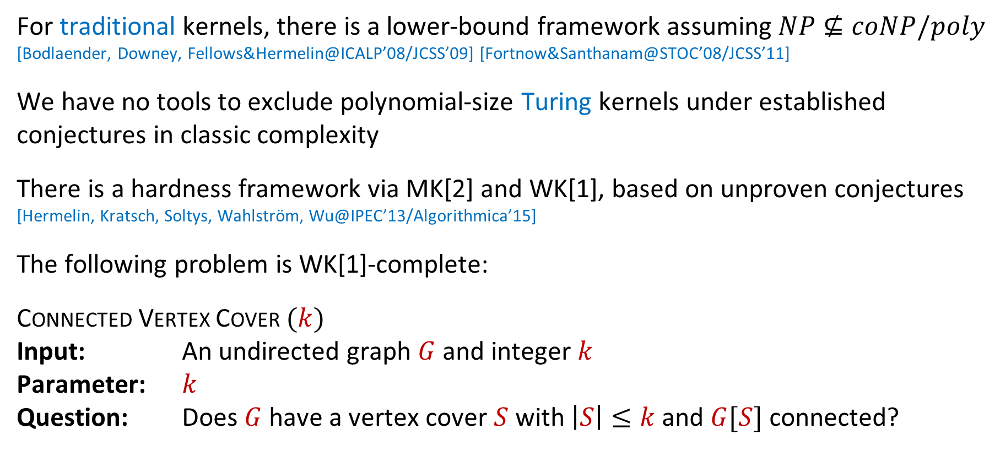 For traditional kernels, there is a lower-bound framework assuming NP ⊈ coNP/poly
[Bodlaender, Downey, Fellows&Hermelin@ICALP’08/JCSS’09] [Fortnow&Santhanam@STOC’08/JCSS’11]
We have no tools to exclude polynomial-size Turing kernels under established
conjectures in classic complexity
There is a hardness framework via MK[2] and WK[1], based on unproven conjectures
[Hermelin, Kratsch, Soltys, Wahlström, Wu@IPEC’13/Algorithmica’15]
The following problem is WK[1]-complete:
CONNECTED VERTEX COVER (k)
Input: An undirected graph G and integer k
Parameter: k
Question: Does G have a vertex cover S with |S| ≤ k and G[S] connected?